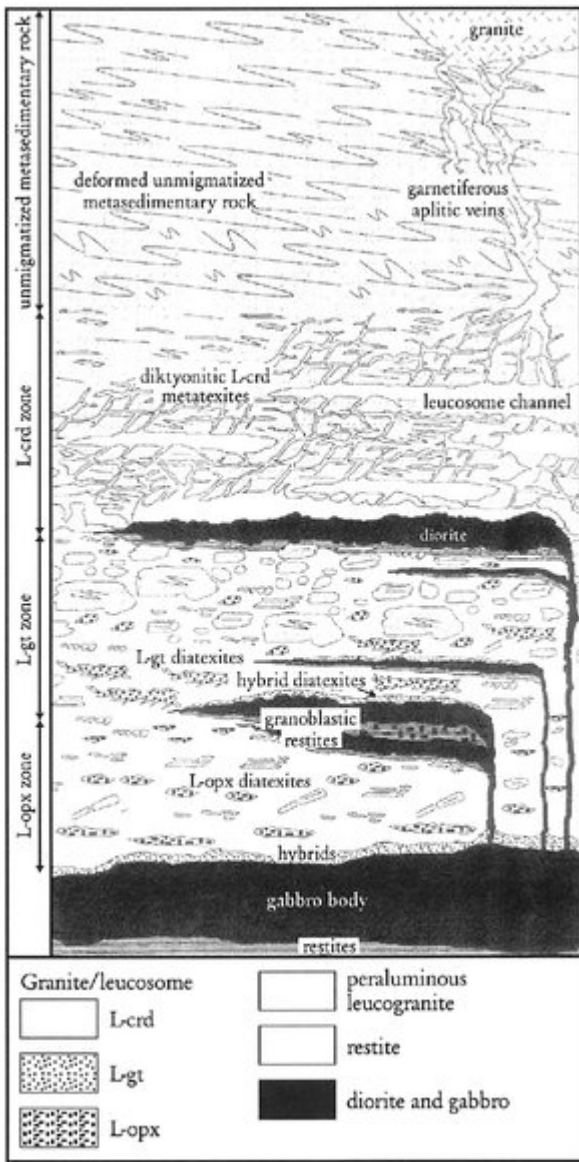 granite
unmigmatized metasedimentary rock
deformed unmigmatized
metasedimentary rock
garnetiferous
aplitic veins
L-crd zone
diktyonitic L-crd
metatexites
leucosome channel
diorite
L-gt zone
L-gt diatexites
hybrid diatexites
granoblastic
restites
L-opx zone
L-opx diatexites
hybrids
gabbro body
restites
Granite/leucosome
L-crd
L-gt
L-opx
peraluminous
leucogranite
restite
diorite and gabbro